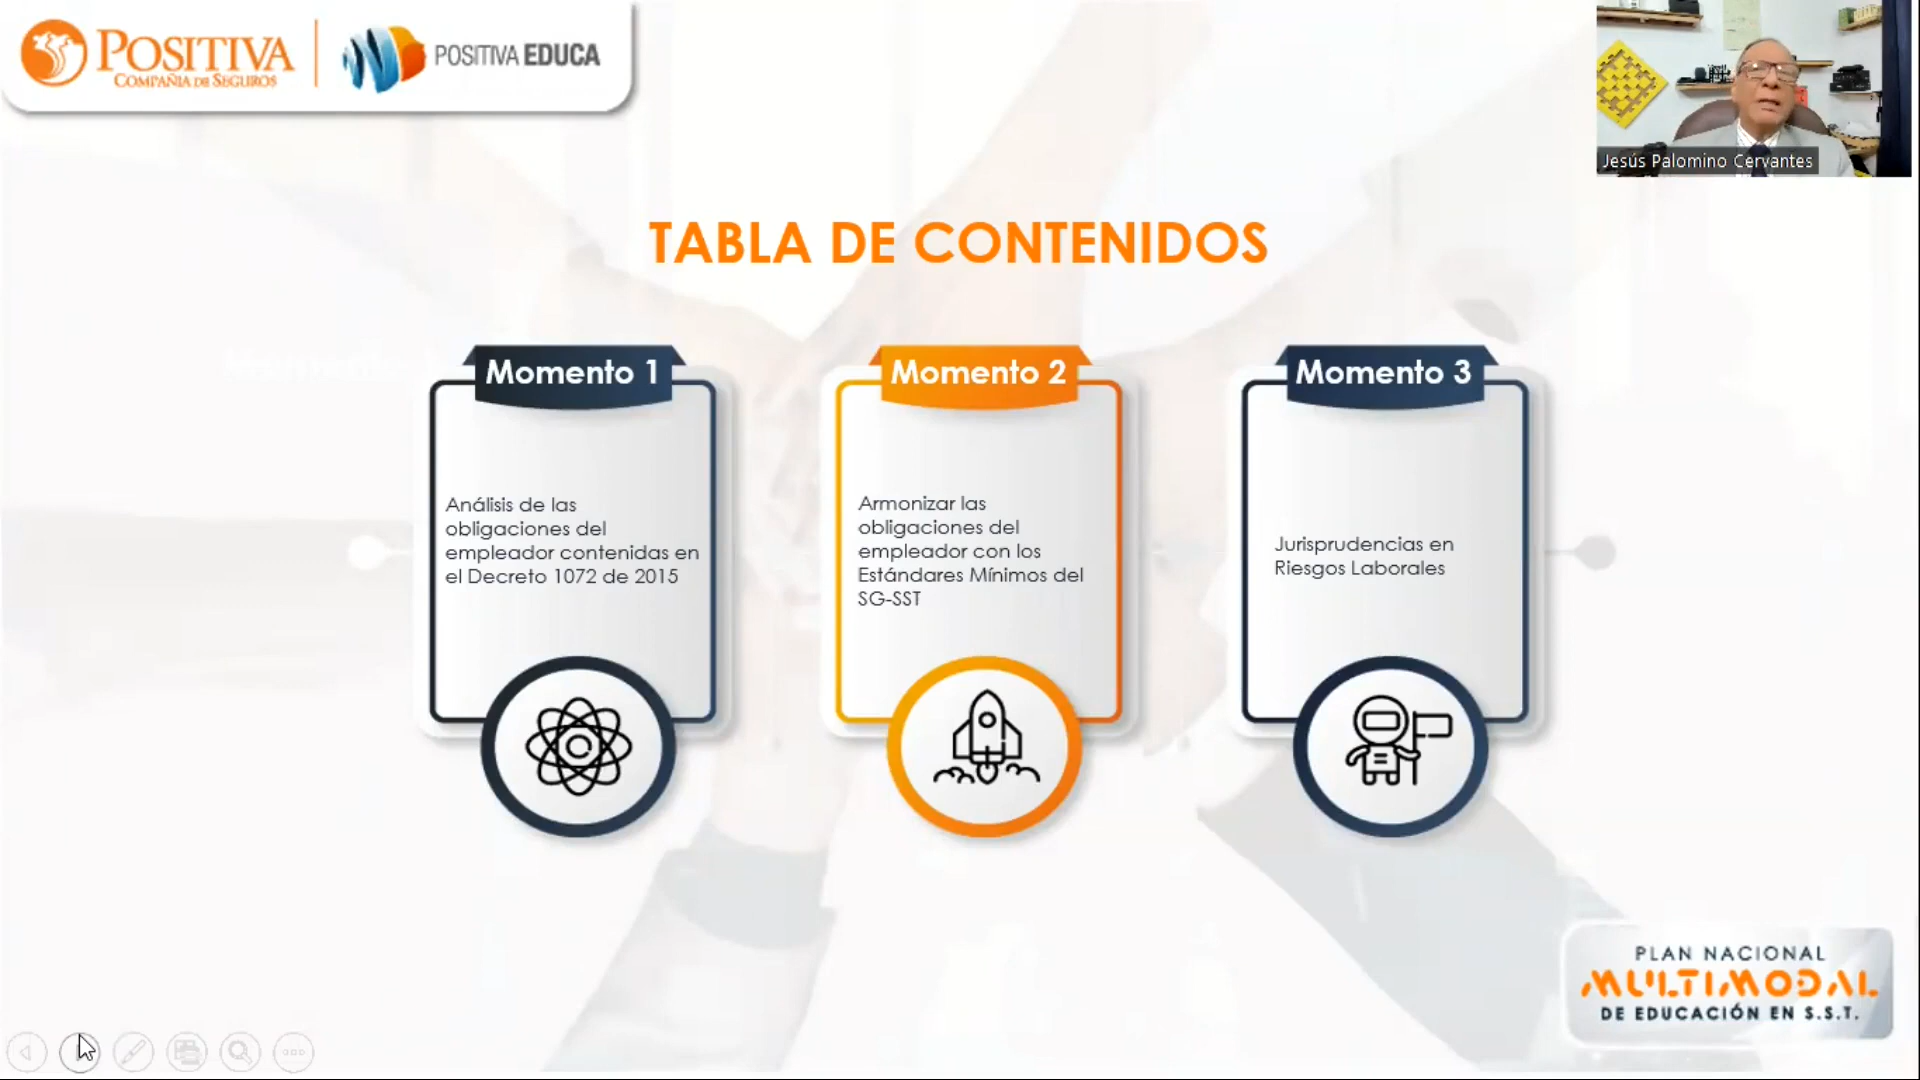 POSITIVA
COMPAÑIA DE SEGUROS
POSITIVA EDUCA
Jesús Palomino Cervantes
TABLA DE CONTENIDOS
Momento 1
Análisis de las
obligaciones del
empleador contenidas en
el Decreto 1072 de 2015
Momento 2
Armonizar las
obligaciones del
empleador con los
Estándares Mínimos del
SG-SST
Momento 3
Jurisprudencias en
Riesgos Laborales
PLAN NACIONAL
MULTIMODAL
DE EDUCACIÓN EN S.S.T.